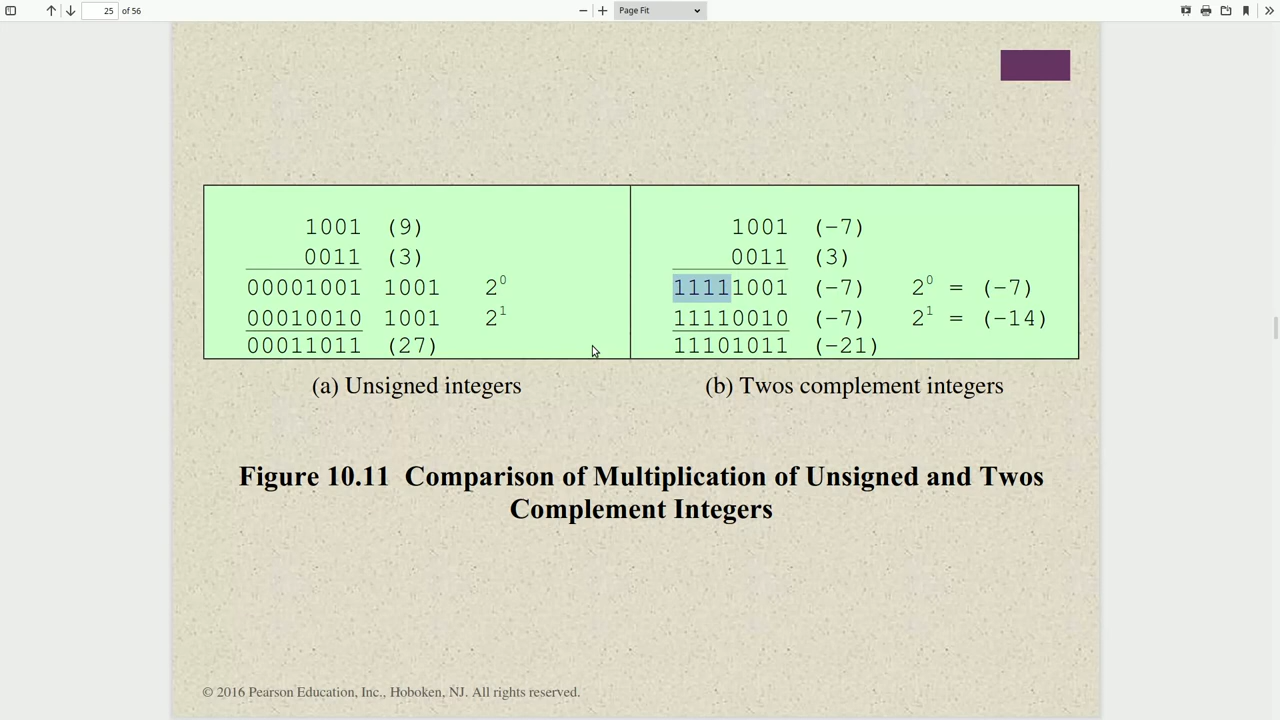 25 of 56
Page Fit
1001 (9)
0011 (3)
00001001 1001 2⁰
00010010 1001 2¹
00011011 (27)
(a) Unsigned integers
1001 (−7)
0011 (3)
11111001 (−7) 2⁰ = (−7)
11110010 (−7) 2¹ = (−14)
11101011 (−21)
(b) Twos complement integers
Figure 10.11 Comparison of Multiplication of Unsigned and Twos
Complement Integers
© 2016 Pearson Education, Inc., Hoboken, NJ. All rights reserved.